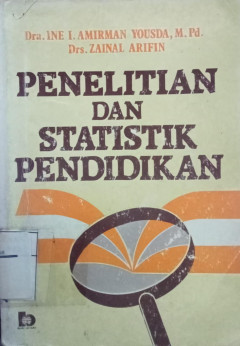 Dra. INE I. AMIRMAN YOUSDA, M. Pd.
Drs. ZAINAL ARIFIN
PENELITIAN
DAN
STATISTIK
PENDIDIKAN